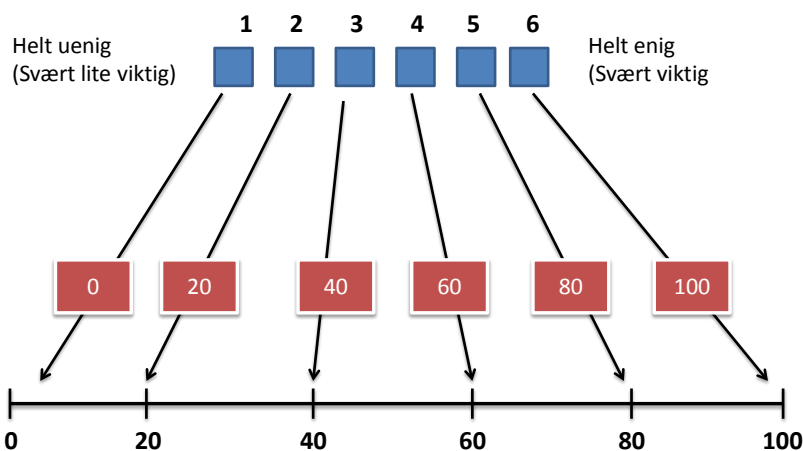 1 2 3 4 5 6
Helt uenig
(Svært lite viktig)
Helt enig
(Svært viktig
0 20 40 60 80 100
0 20 40 60 80 100